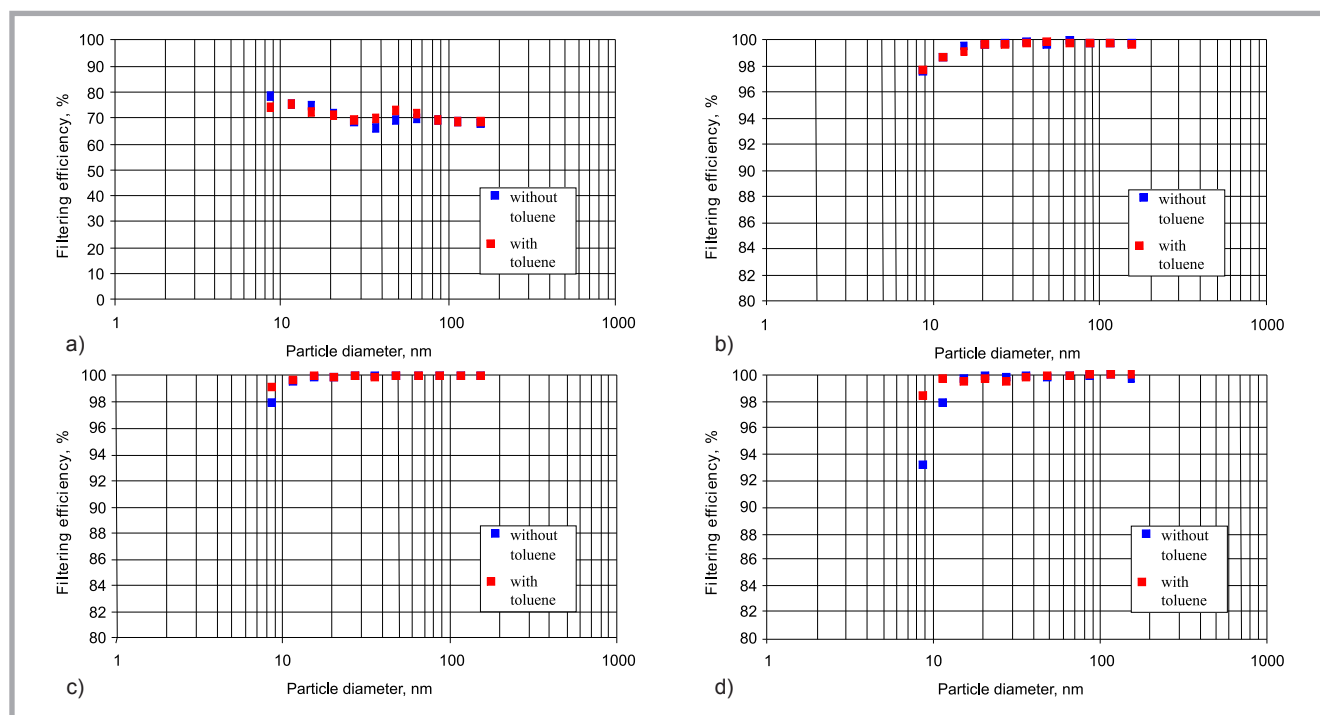 100
90
80
70
60
50
40
30
20
10
0
Filtering efficiency, %
without
toluene
with
toluene
1
10
100
1000
Particle diameter, nm
a)
100
98
96
94
92
90
88
86
84
82
80
Filtering efficiency, %
without
toluene
with
toluene
1
10
100
1000
Particle diameter, nm
b)
100
98
96
94
92
90
88
86
84
82
80
Filtering efficiency, %
without
toluene
with
toluene
1
10
100
1000
Particle diameter, nm
c)
100
98
96
94
92
90
88
86
84
82
80
Filtering efficiency, %
without
toluene
with
toluene
1
10
100
1000
Particle diameter, nm
d)